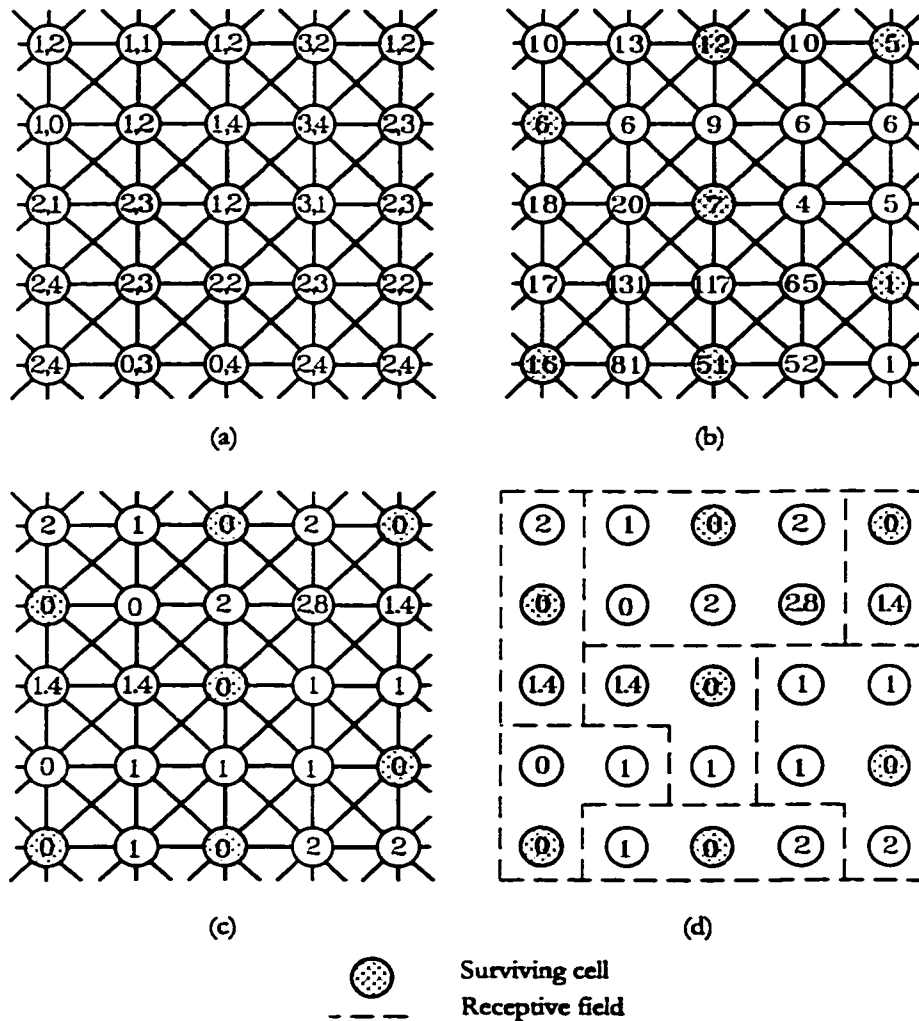 1,2 1,1 1,2 3,2 1,2
10 13 12 10 5
1,0 1,2 1,4 3,4 2,3
6 6 9 6 6
2,1 2,3 1,2 3,1 2,3
18 20 7 4 5
2,4 2,3 2,2 2,3 2,2
17 131 117 65 1
2,4 0,3 0,4 2,4 2,4
16 81 51 52 1
(a)
(b)
2 1 0 2 0
2 1 0 2 0
0 0 2 2.8 1.4
0 0 2 2.8 1.4
1.4 1.4 0 1 1
1.4 1.4 0 1 1
0 1 1 1 0
0 1 1 1 0
0 1 0 2 2
0 1 0 2 2
(c)
(d)
Surviving cell
Receptive field